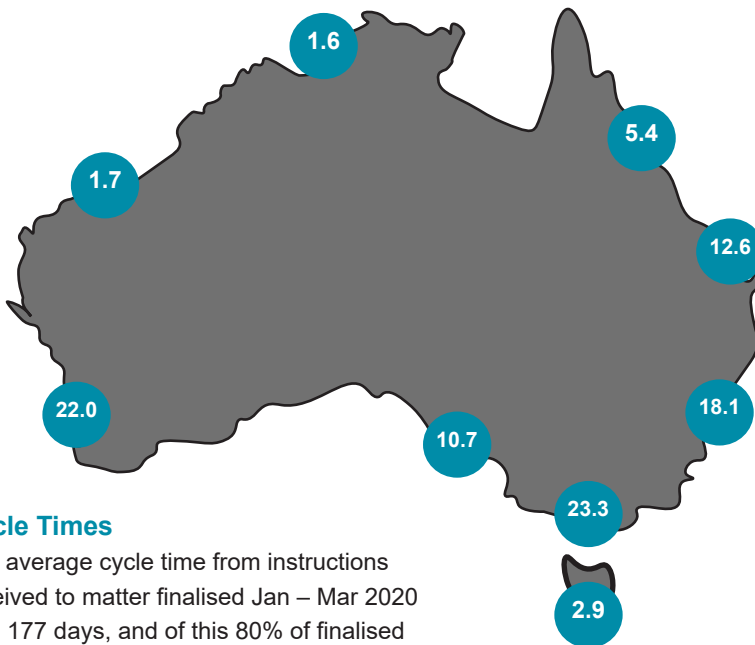 1.6
5.4
1.7
12.6
22.0
18.1
10.7
23.3
2.9
cle Times
average cycle time from instructions
eived to matter finalised Jan – Mar 2020
177 days, and of this 80% of finalised